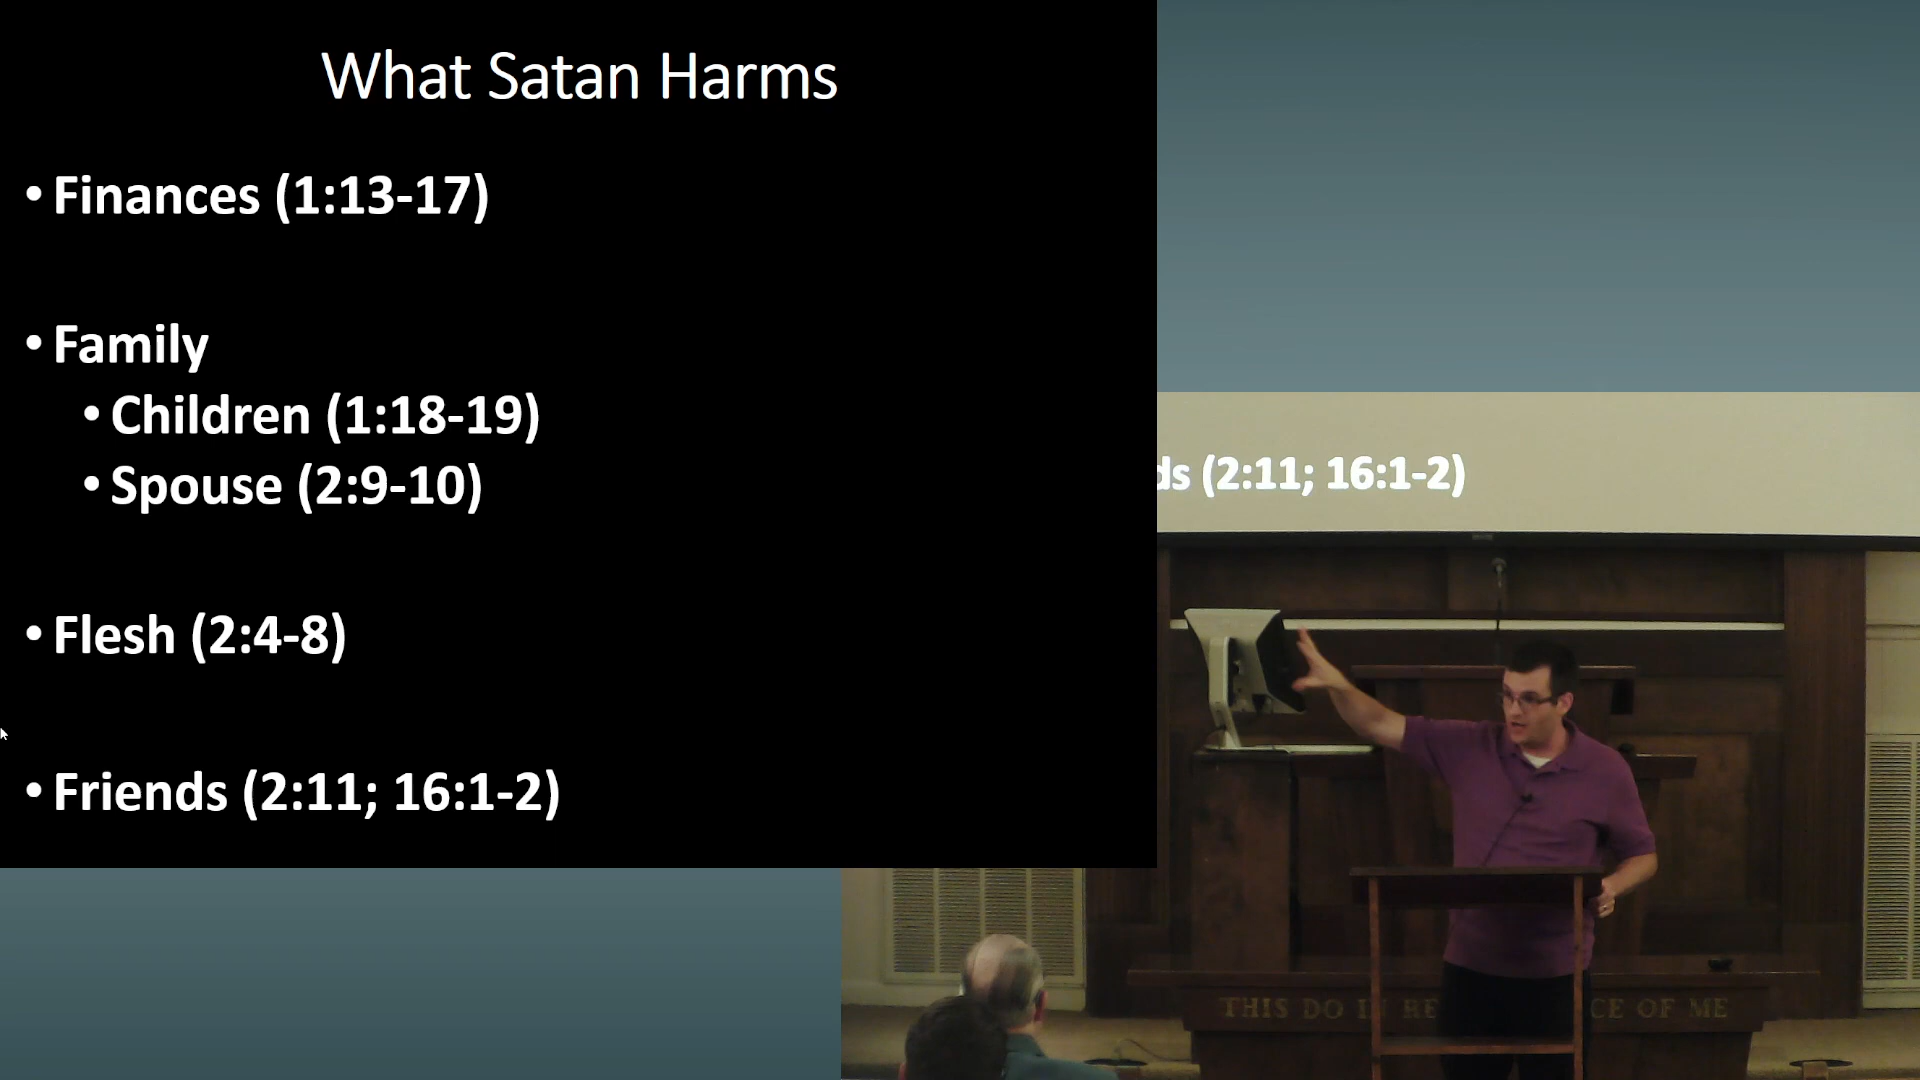 What Satan Harms
• Finances (1:13-17)
• Family
• Children (1:18-19)
• Spouse (2:9-10)
• Flesh (2:4-8)
• Friends (2:11; 16:1-2)
ds (2:11; 16:1-2)
THIS DO IN RE CE OF ME